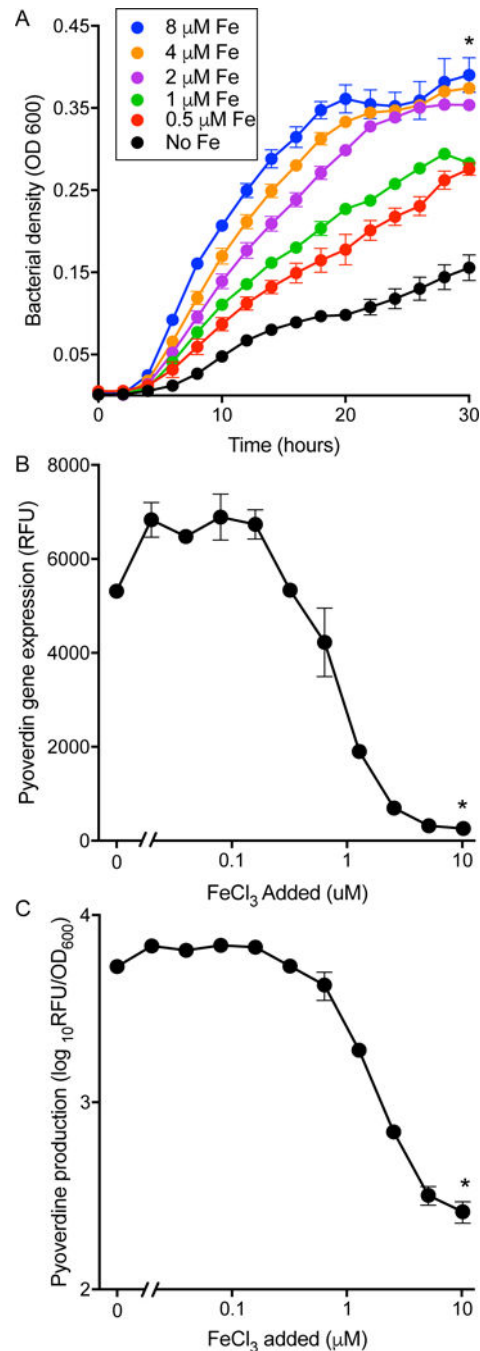 A
8 μM Fe
4 μM Fe
2 μM Fe
1 μM Fe
0.5 μM Fe
No Fe
*
Bacterial density (OD 600)
0.45
0.35
0.25
0.15
0.05
0 10 20 30
Time (hours)
B
Pyoverdin gene expression (RFU)
8000
6000
4000
2000
0
*
0 0.1 1 10
FeCl3 Added (uM)
C
Pyoverdine production (log 10RFU/OD600)
4
3
2
*
0 0.1 1 10
FeCl3 added (μM)